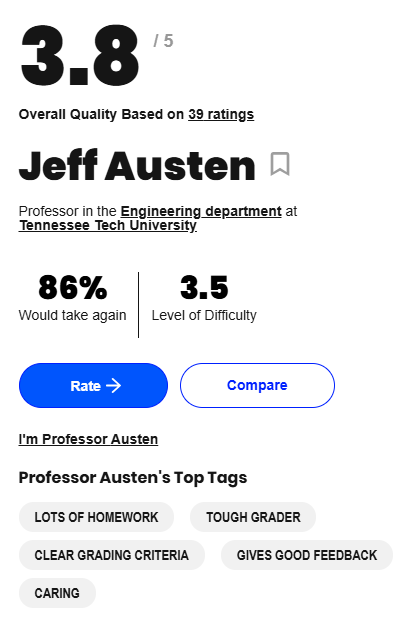 3.8 / 5
Overall Quality Based on 39 ratings
Jeff Austen
Professor in the Engineering department at
Tennessee Tech University
86% 3.5
Would take again Level of Difficulty
Rate → Compare
I'm Professor Austen
Professor Austen's Top Tags
LOTS OF HOMEWORK TOUGH GRADER
CLEAR GRADING CRITERIA GIVES GOOD FEEDBACK
CARING